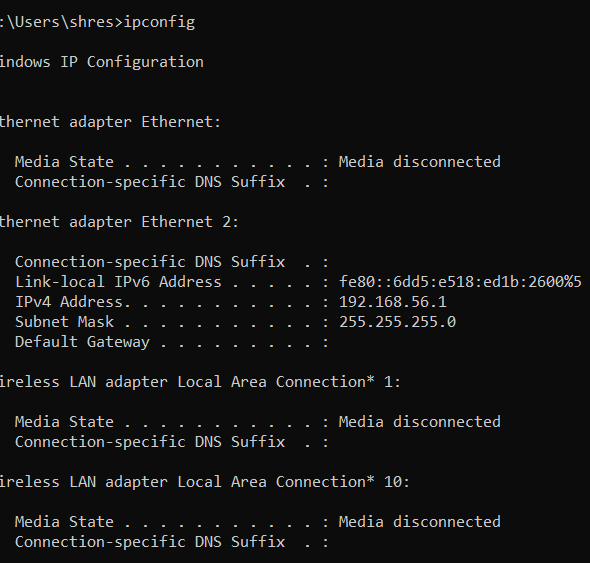 :\Users\shres>ipconfig
indows IP Configuration
thernet adapter Ethernet:
Media State . . . . . . . . . . . : Media disconnected
Connection-specific DNS Suffix  . :
thernet adapter Ethernet 2:
Connection-specific DNS Suffix  . :
Link-local IPv6 Address . . . . . : fe80::6dd5:e518:ed1b:2600%5
IPv4 Address. . . . . . . . . . . : 192.168.56.1
Subnet Mask . . . . . . . . . . . : 255.255.255.0
Default Gateway . . . . . . . . . :
ireless LAN adapter Local Area Connection* 1:
Media State . . . . . . . . . . . : Media disconnected
Connection-specific DNS Suffix  . :
ireless LAN adapter Local Area Connection* 10:
Media State . . . . . . . . . . . : Media disconnected
Connection-specific DNS Suffix  . :